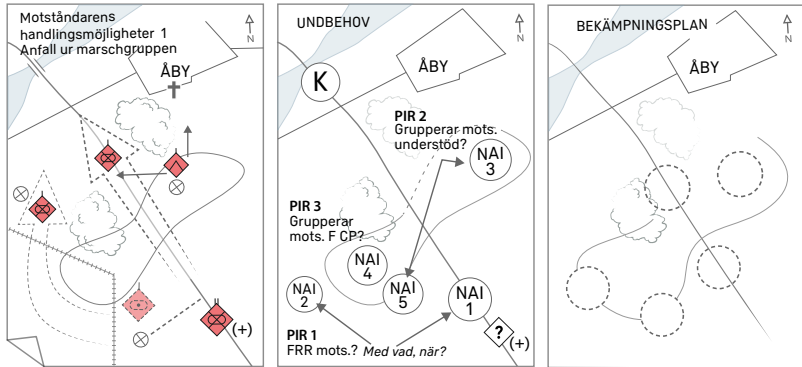 Motståndarens
handlingsmöjligheter 1
Anfall ur marschgruppen
N
ÅBY
(+)
UNDBEHOV
N
ÅBY
K
PIR 2
Grupperar mots.
understöd?
NAI
3
PIR 3
Grupperar
mots. F CP?
NAI
4
NAI
5
NAI
2
NAI
1
PIR 1
FRR mots.? Med vad, när?
?
(+)
BEKÄMPNINGSPLAN
N
ÅBY